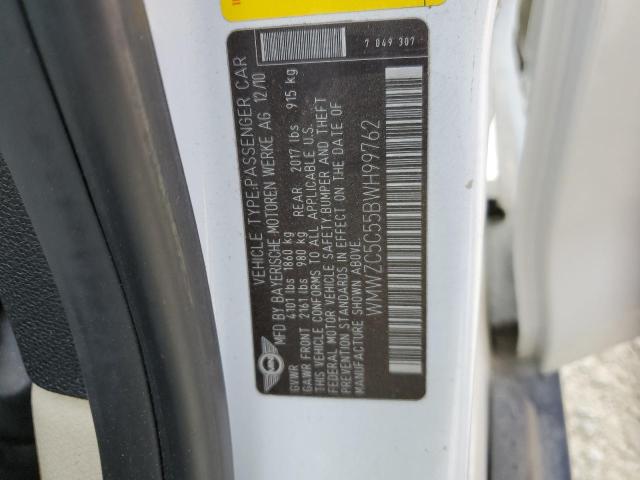 7 049 307
VEHICLE TYPE:PASSENGER CAR
MFD BY BAYERISCHE MOTOREN WERKE AG 12/10
GVWR 4101 lbs 1860 kg
GAWR FRONT 2161 lbs 980 kg REAR 2017 lbs 915 kg
THIS VEHICLE CONFORMS TO ALL APPLICABLE U.S.
FEDERAL MOTOR VEHICLE SAFETY,BUMPER AND THEFT
PREVENTION STANDARDS IN EFFECT ON THE DATE OF
MANUFACTURE SHOWN ABOVE.
WMWZC5C55BWH99762